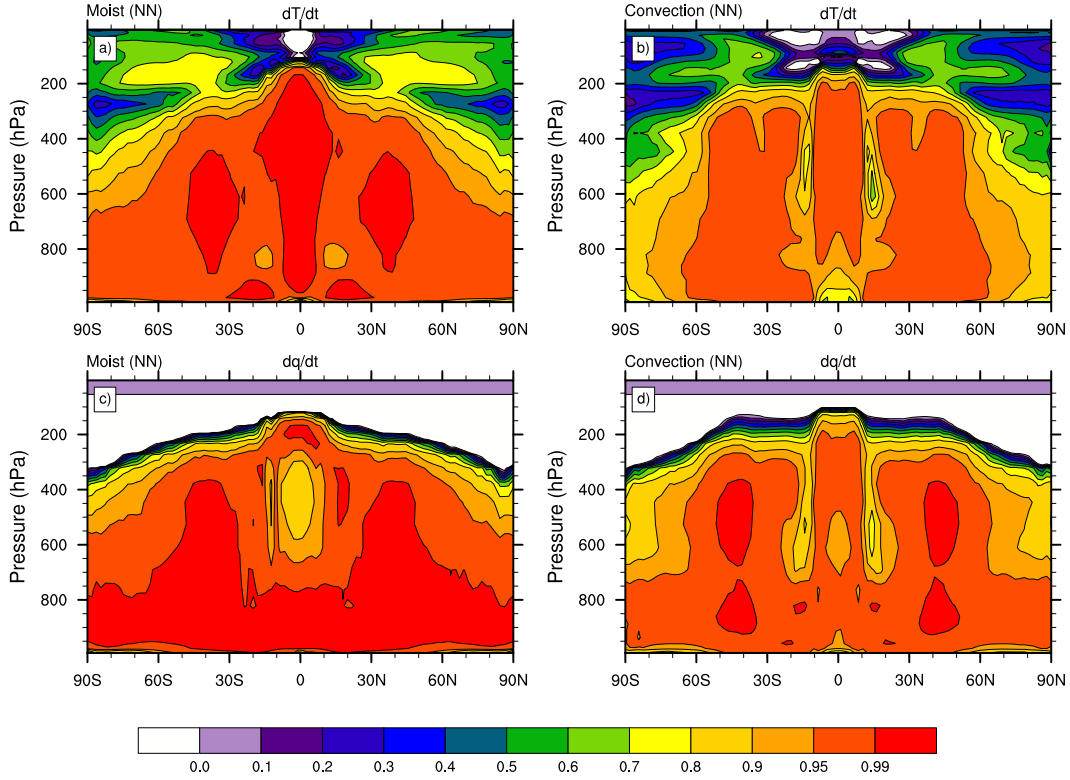 Moist (NN) dT/dt
a)
200
400
600
800
Pressure (hPa)
90S 60S 30S 0 30N 60N 90N
Convection (NN) dT/dt
b)
200
400
600
800
Pressure (hPa)
90S 60S 30S 0 30N 60N 90N
Moist (NN) dq/dt
c)
200
400
600
800
Pressure (hPa)
90S 60S 30S 0 30N 60N 90N
Convection (NN) dq/dt
d)
200
400
600
800
Pressure (hPa)
90S 60S 30S 0 30N 60N 90N
0.0 0.1 0.2 0.3 0.4 0.5 0.6 0.7 0.8 0.9 0.95 0.99